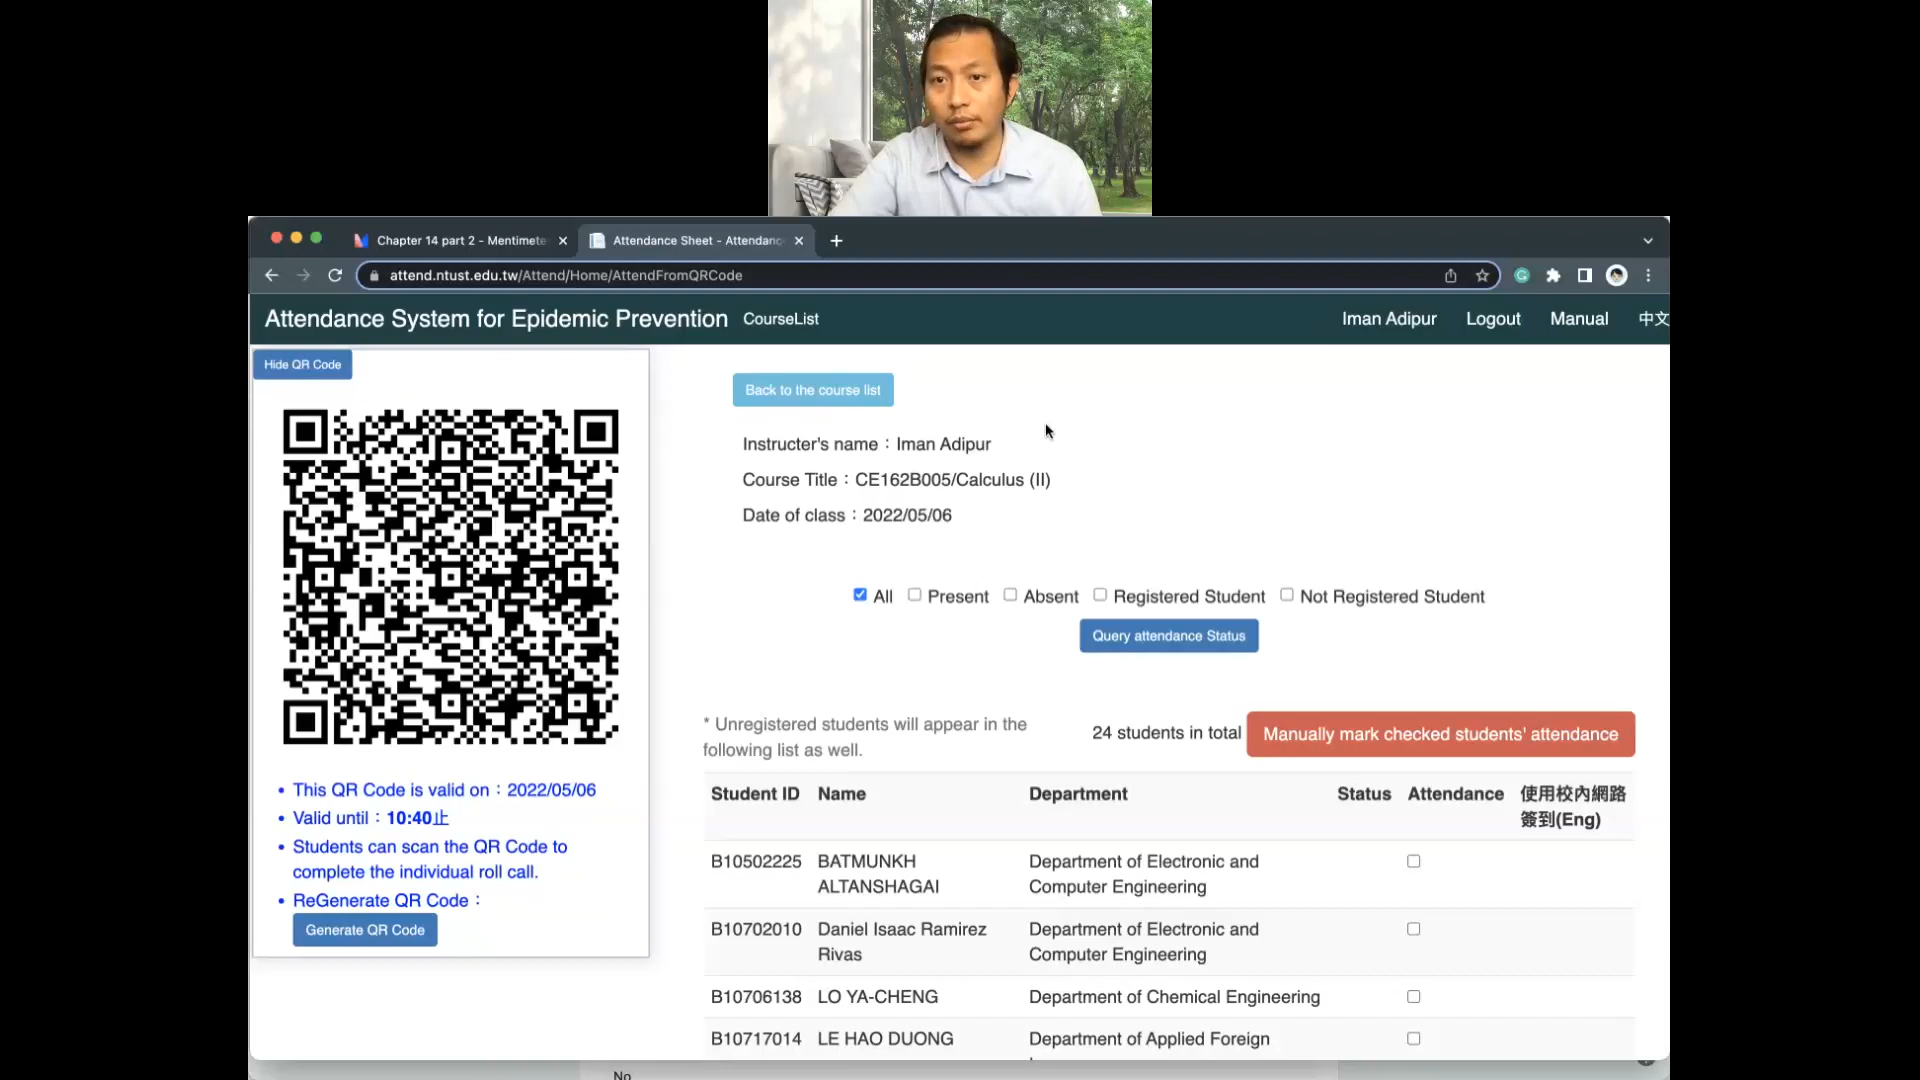 Chapter 14 part 2 - Mentimete
Attendance Sheet - Attendanc
attend.ntust.edu.tw/Attend/Home/AttendFromQRCode
Attendance System for Epidemic Prevention CourseList Iman Adipur Logout Manual 中文
Hide QR Code
• This QR Code is valid on：2022/05/06
• Valid until：10:40止
• Students can scan the QR Code to
complete the individual roll call.
• ReGenerate QR Code：
Generate QR Code
Back to the course list
Instructer's name：Iman Adipur
Course Title：CE162B005/Calculus (II)
Date of class：2022/05/06
All Present Absent Registered Student Not Registered Student
Query attendance Status
* Unregistered students will appear in the
following list as well.
24 students in total
Manually mark checked students' attendance
Student ID Name Department Status Attendance 使用校內網路
簽到(Eng)
B10502225 BATMUNKH Department of Electronic and
ALTANSHAGAI Computer Engineering
B10702010 Daniel Isaac Ramirez Department of Electronic and
Rivas Computer Engineering
B10706138 LO YA-CHENG Department of Chemical Engineering
B10717014 LE HAO DUONG Department of Applied Foreign
No